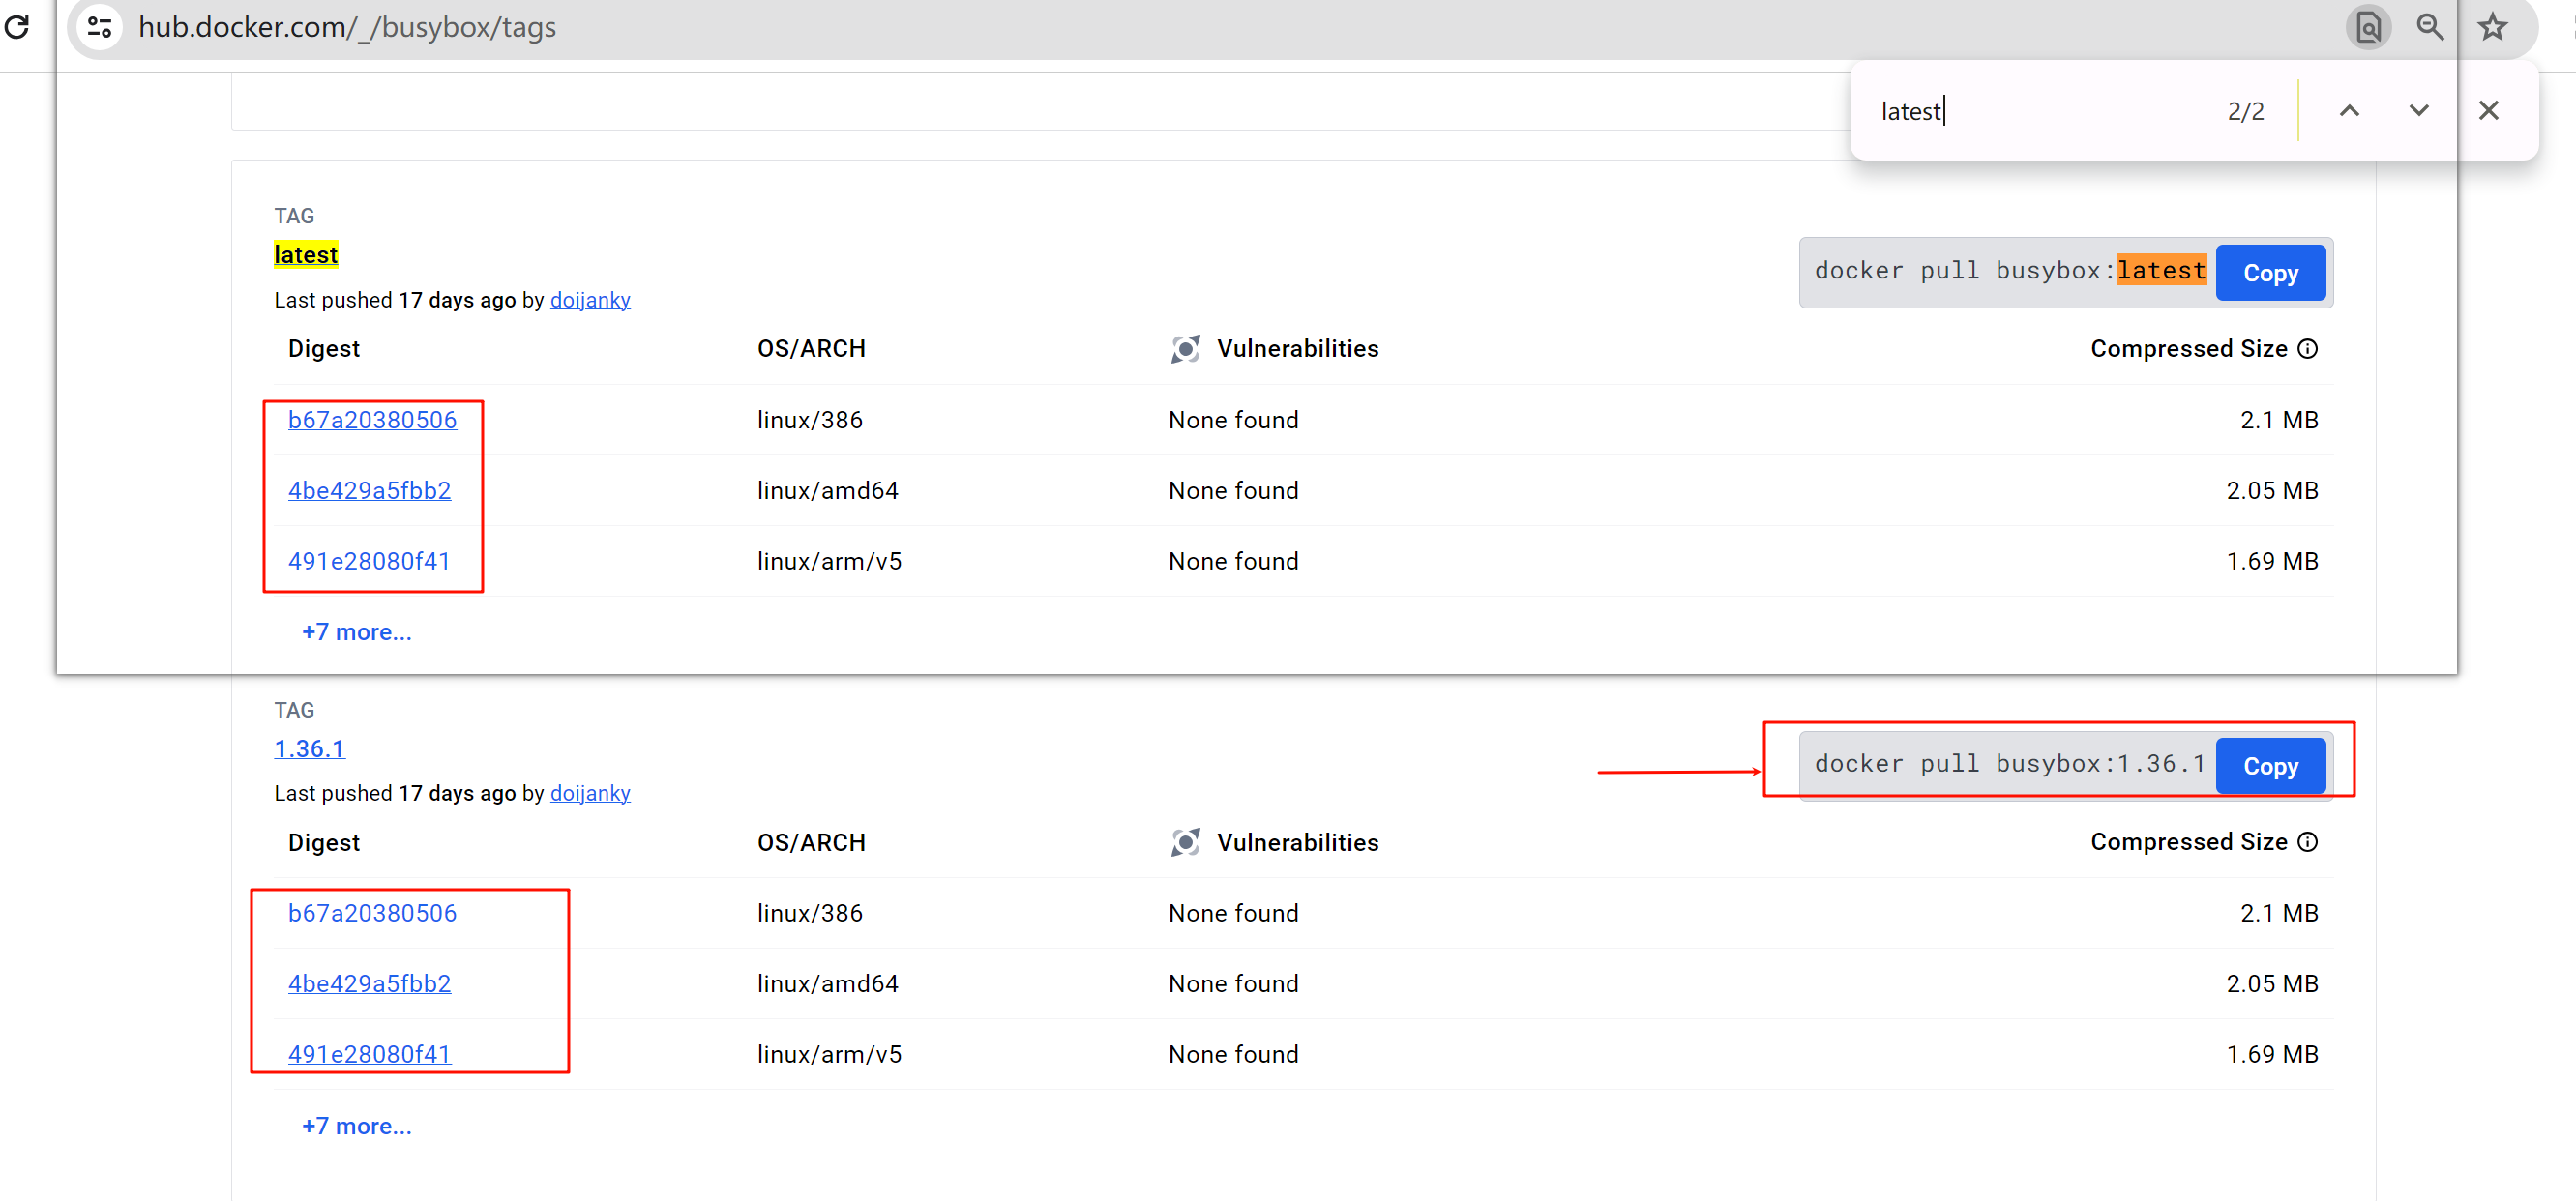 hub.docker.com/_/busybox/tags
latest 2/2
TAG
latest
docker pull busybox:latest Copy
Last pushed 17 days ago by doijanky
Digest OS/ARCH Vulnerabilities Compressed Size
b67a20380506 linux/386 None found 2.1 MB
4be429a5fbb2 linux/amd64 None found 2.05 MB
491e28080f41 linux/arm/v5 None found 1.69 MB
+7 more...
TAG
1.36.1
docker pull busybox:1.36.1 Copy
Last pushed 17 days ago by doijanky
Digest OS/ARCH Vulnerabilities Compressed Size
b67a20380506 linux/386 None found 2.1 MB
4be429a5fbb2 linux/amd64 None found 2.05 MB
491e28080f41 linux/arm/v5 None found 1.69 MB
+7 more...